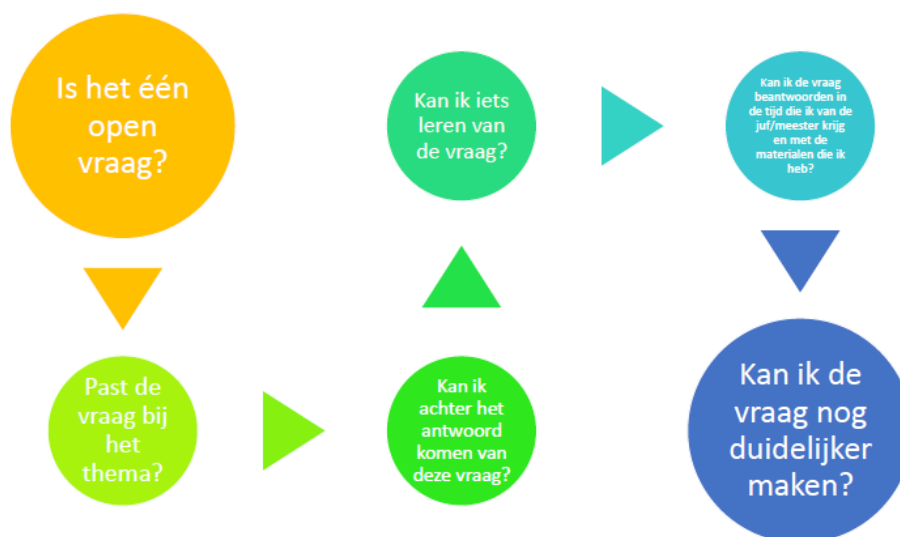 Is het één
open
vraag?
Past de
vraag bij
het
thema?
Kan ik
achter het
antwoord
komen van
deze vraag?
Kan ik iets
leren van
de vraag?
Kan ik de vraag
beantwoorden in
de tijd die ik van de
juf/meester krijg
en met de
materialen die ik
heb?
Kan ik de
vraag nog
duidelijker
maken?